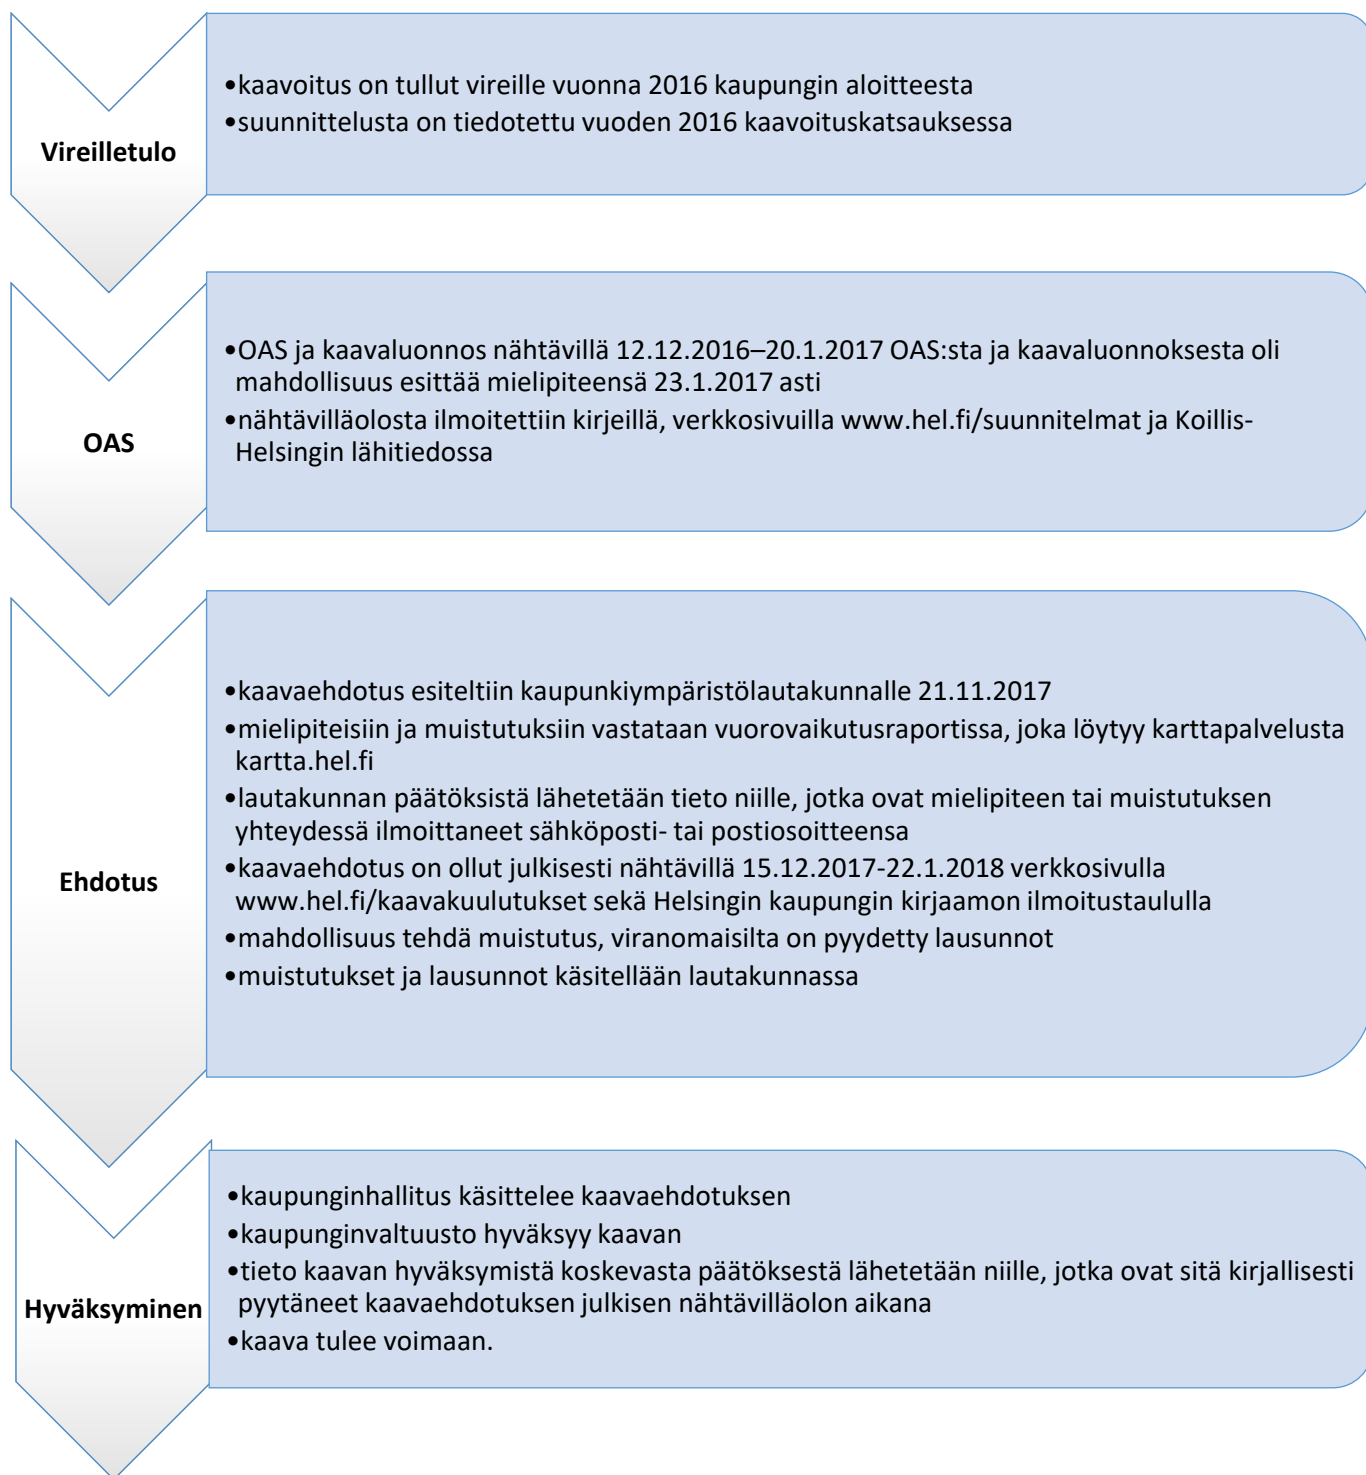 Vireilletulo
•kaavoitus on tullut vireille vuonna 2016 kaupungin aloitteesta
•suunnittelusta on tiedotettu vuoden 2016 kaavoituskatsauksessa
OAS
•OAS ja kaavaluonnos nähtävillä 12.12.2016–20.1.2017 OAS:sta ja kaavaluonnoksesta oli
mahdollisuus esittää mielipiteensä 23.1.2017 asti
•nähtävilläolosta ilmoitettiin kirjeillä, verkkosivuilla www.hel.fi/suunnitelmat ja Koillis-
Helsingin lähitiedossa
Ehdotus
•kaavaehdotus esiteltiin kaupunkiympäristölautakunnalle 21.11.2017
•mielipiteisiin ja muistutuksiin vastataan vuorovaikutusraportissa, joka löytyy karttapalvelusta
kartta.hel.fi
•lautakunnan päätöksistä lähetetään tieto niille, jotka ovat mielipiteen tai muistutuksen
yhteydessä ilmoittaneet sähköposti- tai postiosoitteensa
•kaavaehdotus on ollut julkisesti nähtävillä 15.12.2017-22.1.2018 verkkosivulla
www.hel.fi/kaavakuulutukset sekä Helsingin kaupungin kirjaamon ilmoitustaululla
•mahdollisuus tehdä muistutus, viranomaisilta on pyydetty lausunnot
•muistutukset ja lausunnot käsitellään lautakunnassa
Hyväksyminen
•kaupunginhallitus käsittelee kaavaehdotuksen
•kaupunginvaltuusto hyväksyy kaavan
•tieto kaavan hyväksymistä koskevasta päätöksestä lähetetään niille, jotka ovat sitä kirjallisesti
pyytäneet kaavaehdotuksen julkisen nähtävilläolon aikana
•kaava tulee voimaan.